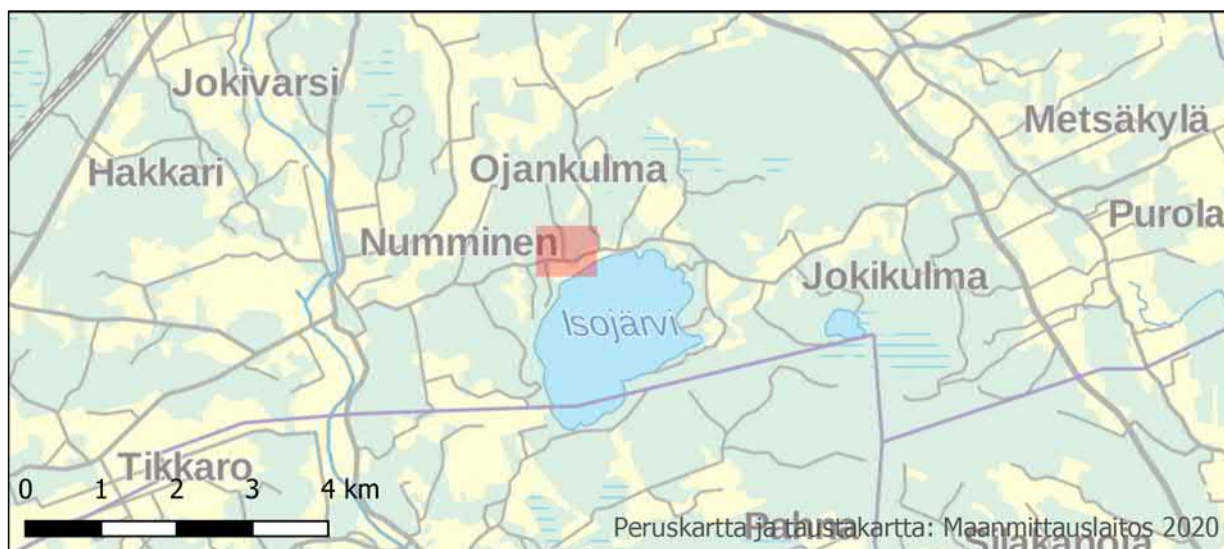 Jokivarsi
Metsäkylä
Hakkari
Ojankulma
Purola
Numminen
Jokikulma
Isojärvi
Tikkaro
0 1 2 3 4 km
Palusa
Peruskartta ja taustakartta: Maanmittauslaitos 2020